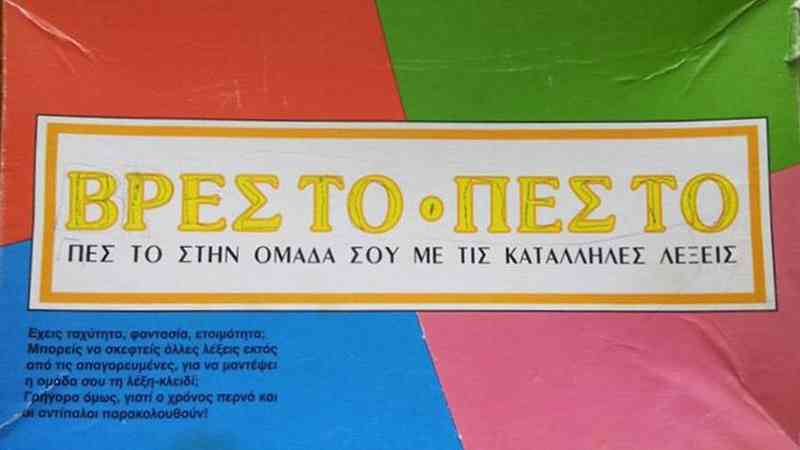 ΒΡΕΣ ΤΟ • ΠΕΣ ΤΟ
ΠΕΣ ΤΟ ΣΤΗΝ ΟΜΑΔΑ ΣΟΥ ΜΕ ΤΙΣ ΚΑΤΑΛΛΗΛΕΣ ΛΕΞΕΙΣ
Εχεις ταχύτητα, φαντασία, ετοιμότητα;
Μπορείς να σκεφτείς άλλες λέξεις εκτός
από τις απαγορευμένες, για να μαντέψει
η ομάδα σου τη λέξη-κλειδί;
Γρήγορα όμως, γιατί ο χρόνος περνά και
οι αντίπαλοι παρακολουθούν!